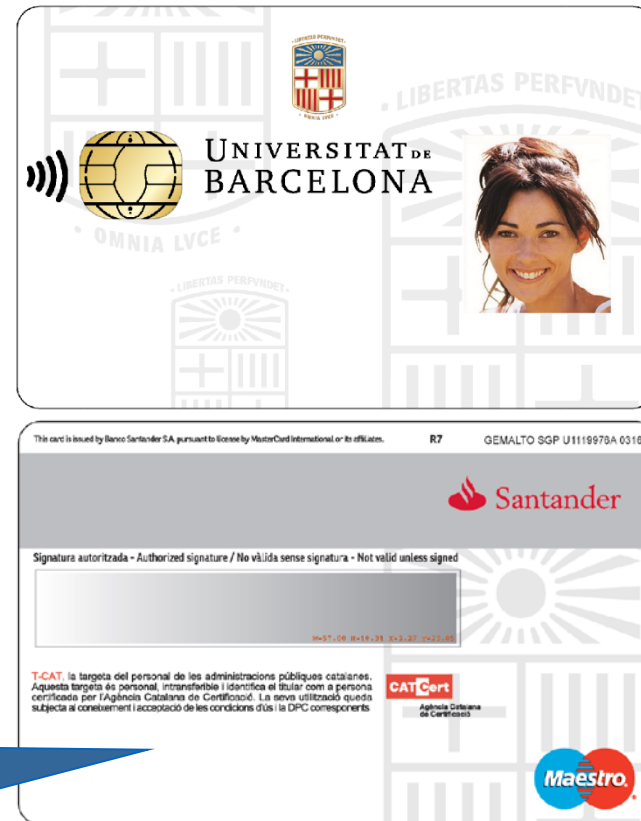 LIBERTAS PERFVNDET
OMNIA LVCE
UNIVERSITAT DE
BARCELONA
LIBERTAS PERFVNDE
OMNIA LVCE
LIBERTAS PERFVNDET
This card is issued by Banco Santander S.A. pursuant to license by MasterCard International or its affiliates. R7 GEMALTO SGP U1119976A 0316
Santander
Signatura autoritzada - Authorized signature / No vàlida sense signatura - Not valid unless signed
T-CAT, la targeta del personal de les administracions públiques catalanes.
Aquesta targeta és personal, intransferible i identifica el titular com a persona
certificada per l'Agència Catalana de Certificació. La seva utilització queda
subjecta al coneixement i acceptació de les condicions d'ús i la DPC corresponents
CATCert
Agència Catalana
de Certificació
Maestro